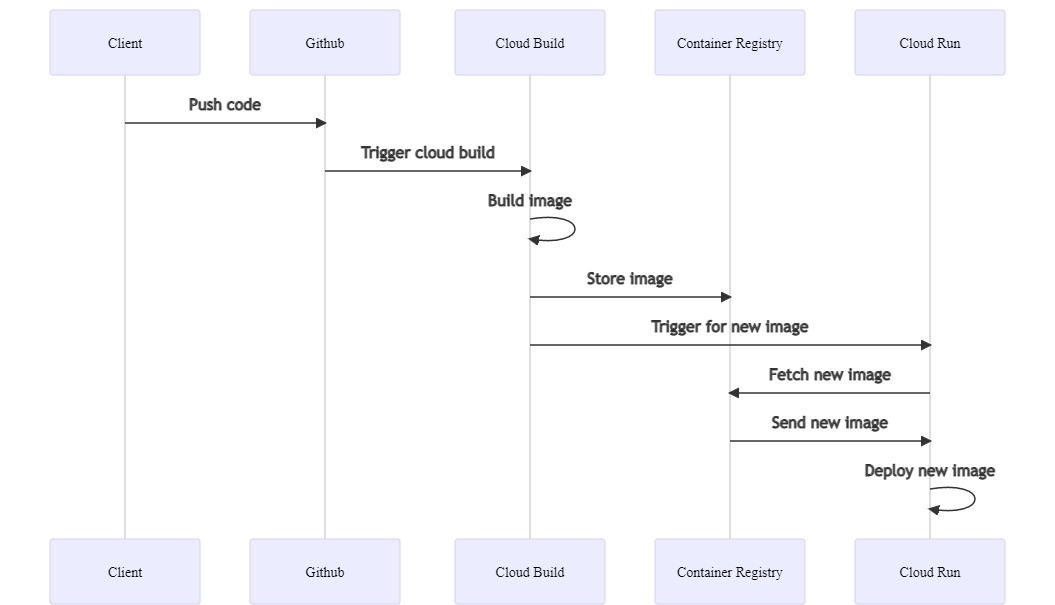 Client
Github
Cloud Build
Container Registry
Cloud Run
Push code
Trigger cloud build
Build image
Store image
Trigger for new image
Fetch new image
Send new image
Deploy new image
Client
Github
Cloud Build
Container Registry
Cloud Run